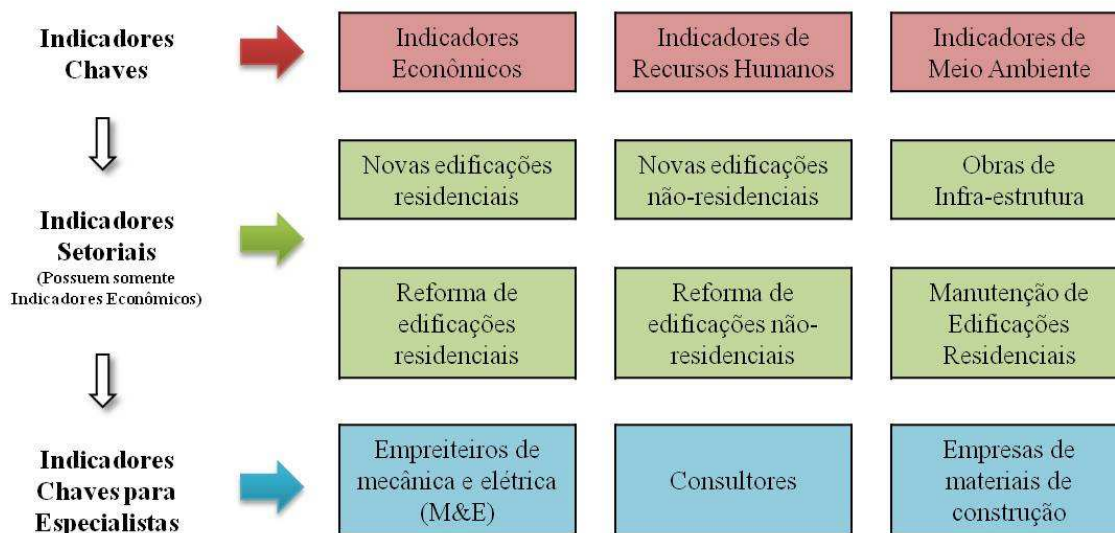 Indicadores
Chaves
Indicadores
Econômicos
Indicadores de
Recursos Humanos
Indicadores de
Meio Ambiente
Indicadores
Setoriais
(Possuem somente
Indicadores Econômicos)
Novas edificações
residenciais
Novas edificações
não-residenciais
Obras de
Infra-estrutura
Reforma de
edificações
residenciais
Reforma de
edificações não-
residenciais
Manutenção de
Edificações
Residenciais
Indicadores
Chaves para
Especialistas
Empreiteiros de
mecânica e elétrica
(M&E)
Consultores
Empresas de
materiais de
construção